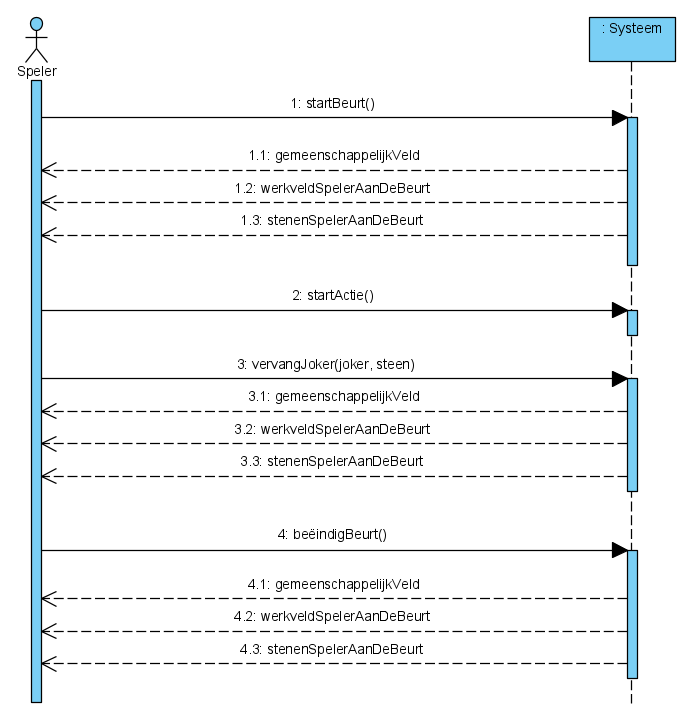 Speler
: Systeem
1: startBeurt()
1.1: gemeenschappelijkVeld
1.2: werkveldSpelerAanDeBeurt
1.3: stenenSpelerAanDeBeurt
2: startActie()
3: vervangJoker(joker, steen)
3.1: gemeenschappelijkVeld
3.2: werkveldSpelerAanDeBeurt
3.3: stenenSpelerAanDeBeurt
4: beëindigBeurt()
4.1: gemeenschappelijkVeld
4.2: werkveldSpelerAanDeBeurt
4.3: stenenSpelerAanDeBeurt